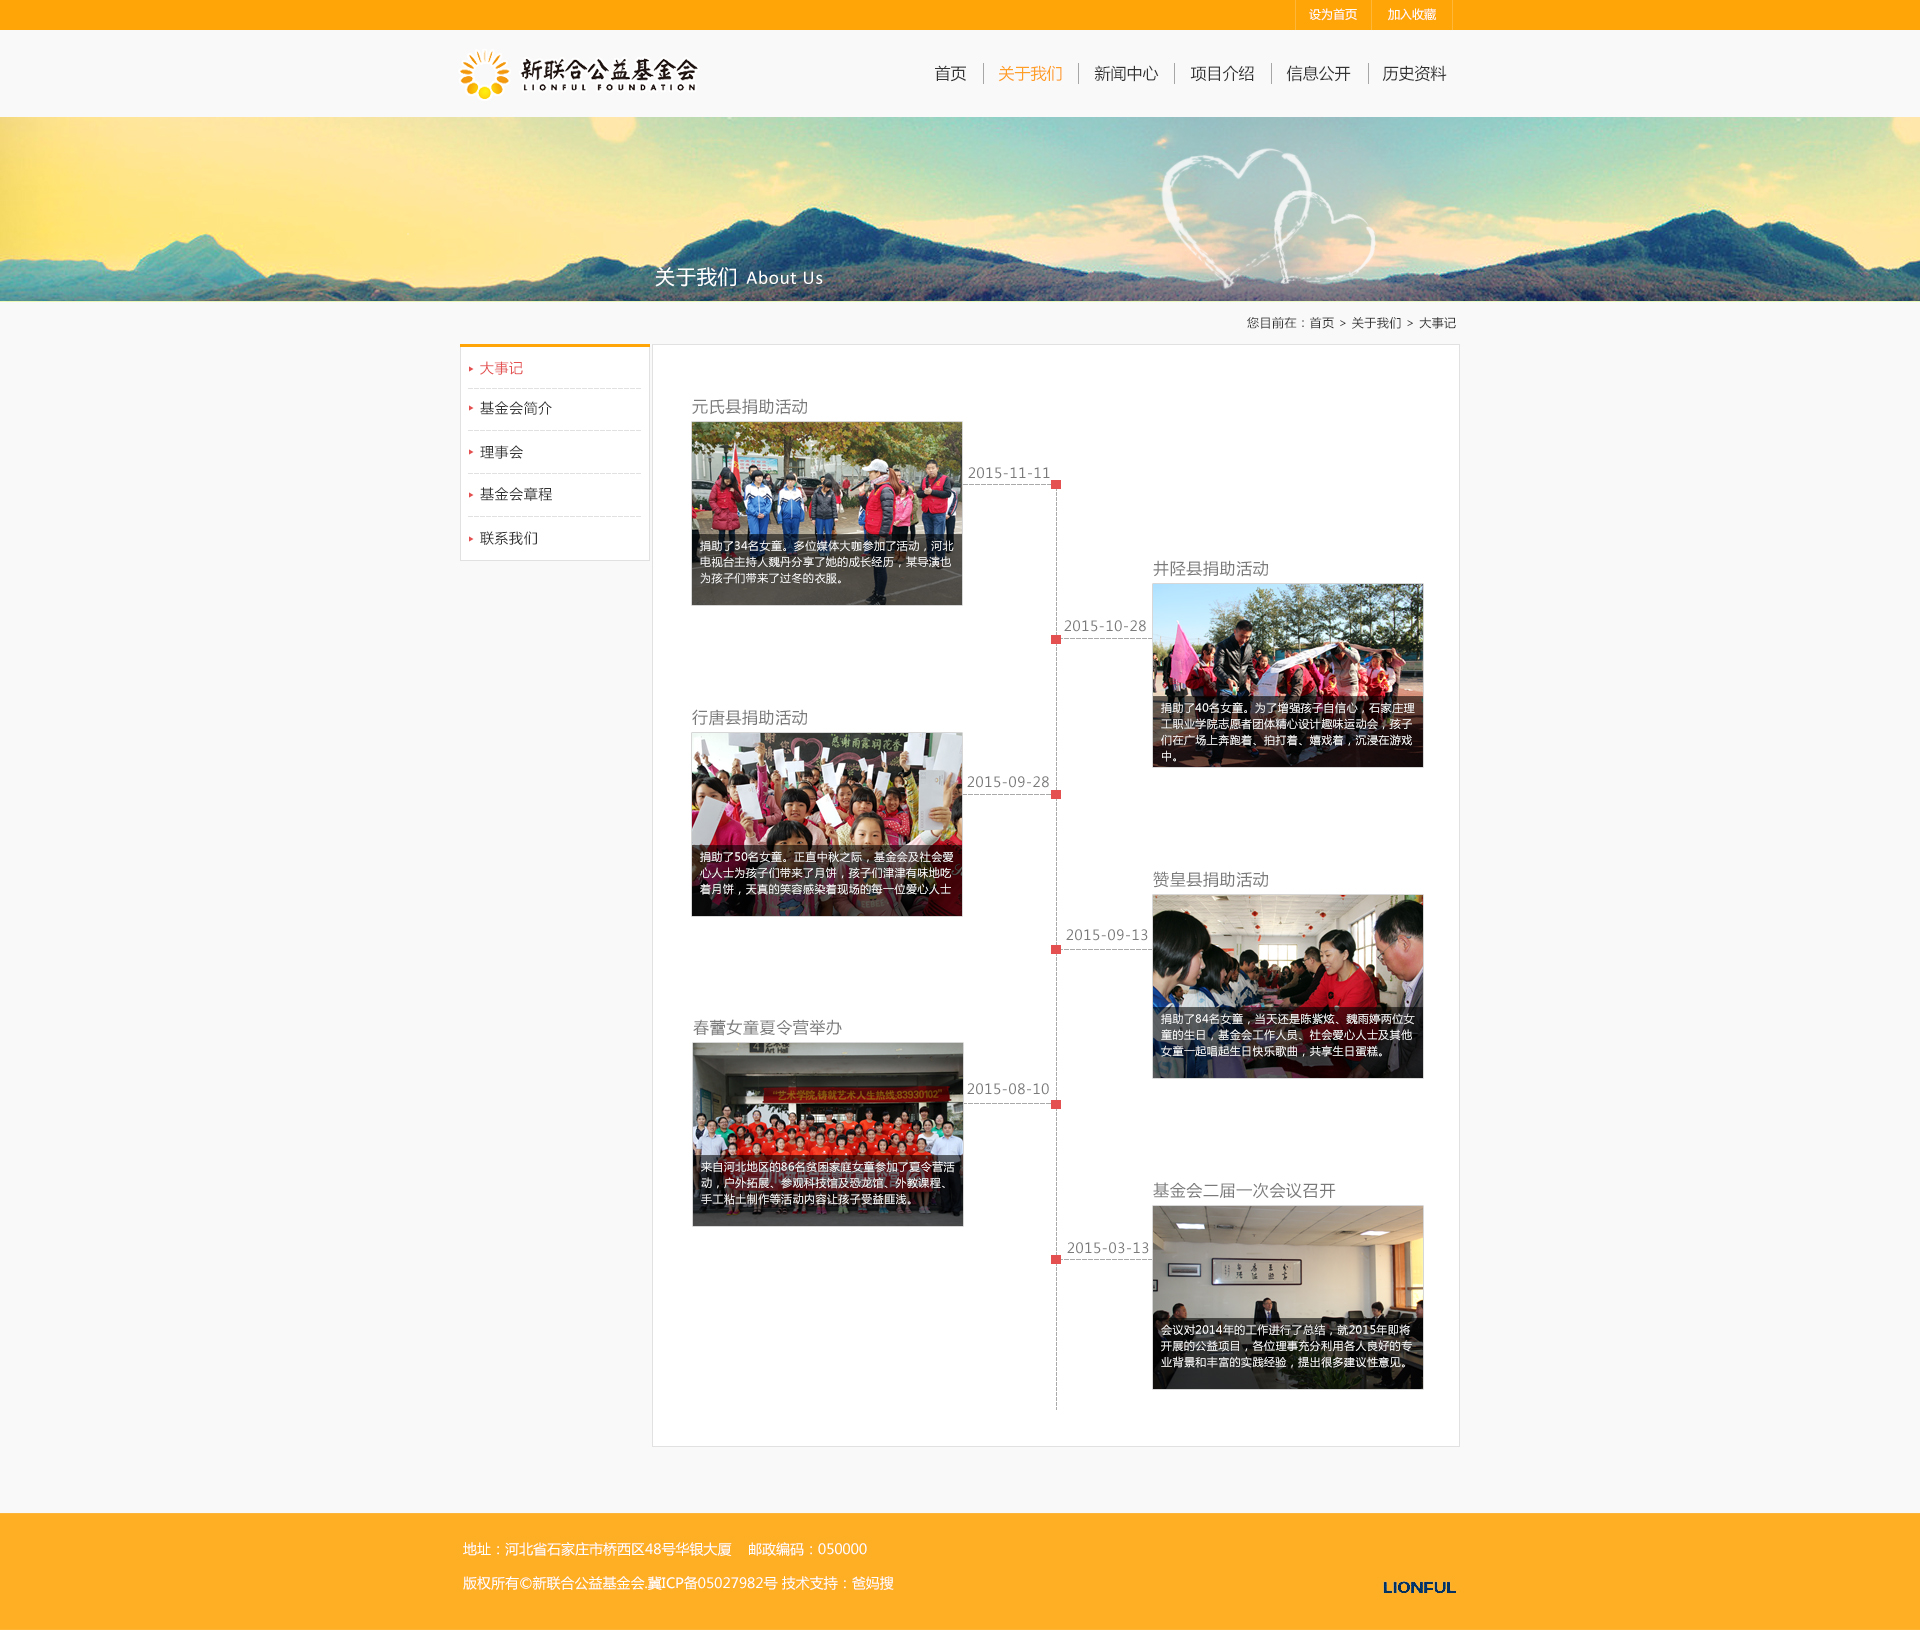 设为首页
加入收藏
新联合公益基金会
LIONFUL FOUNDATION
首页
关于我们
新闻中心
项目介绍
信息公开
历史资料
关于我们 About Us
您目前在：首页 > 关于我们 > 大事记
大事记
基金会简介
理事会
基金会章程
联系我们
元氏县捐助活动
2015-11-11
捐助了34名女童。多位媒体大咖参加了活动，河北
电视台主持人魏丹分享了她的成长经历，某导演也
为孩子们带来了过冬的衣服。
井陉县捐助活动
2015-10-28
捐助了40名女童。为了增强孩子自信心，石家庄理
工职业学院志愿者团体精心设计趣味运动会，孩子
们在广场上奔跑着、拍打着、嬉戏着，沉浸在游戏
中。
行唐县捐助活动
感谢雨露润花香
2015-09-28
捐助了50名女童。正直中秋之际，基金会及社会爱
心人士为孩子们带来了月饼，孩子们津津有味地吃
着月饼，天真的笑容感染着现场的每一位爱心人士
赞皇县捐助活动
2015-09-13
捐助了84名女童，当天还是陈紫炫、魏雨婷两位女
童的生日，基金会工作人员、社会爱心人士及其他
女童一起唱起生日快乐歌曲，共享生日蛋糕。
春蕾女童夏令营举办
"艺术学院，铸就艺术人生热线:83930102"
2015-08-10
来自河北地区的86名贫困家庭女童参加了夏令营活
动，户外拓展、参观科技馆及恐龙馆、外教课程、
手工粘土制作等活动内容让孩子受益匪浅。
基金会二届一次会议召开
2015-03-13
会议对2014年的工作进行了总结，就2015年即将
开展的公益项目，各位理事充分利用各人良好的专
业背景和丰富的实践经验，提出很多建议性意见。
地址：河北省石家庄市桥西区48号华银大厦 邮政编码：050000
版权所有©新联合公益基金会.冀ICP备05027982号 技术支持：爸妈搜
LIONFUL